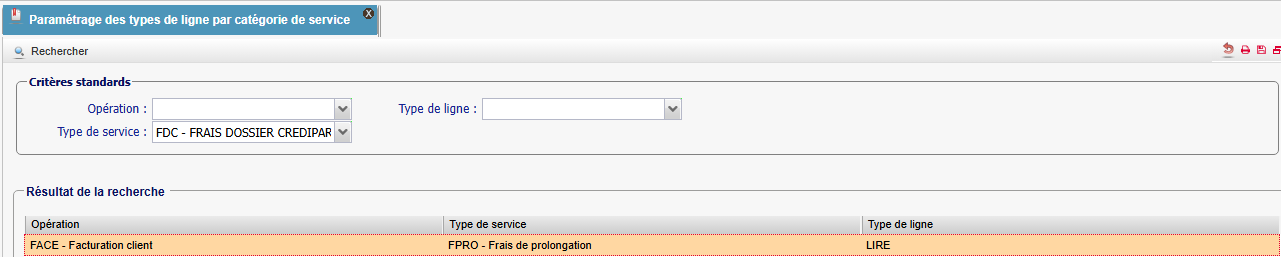 Paramétrage des types de ligne par catégorie de service
Rechercher
Critères standards
Opération :
Type de ligne :
Type de service : FDC - FRAIS DOSSIER CREDIPAR
Résultat de la recherche
Opération Type de service Type de ligne
FACE - Facturation client FPRO - Frais de prolongation LIRE